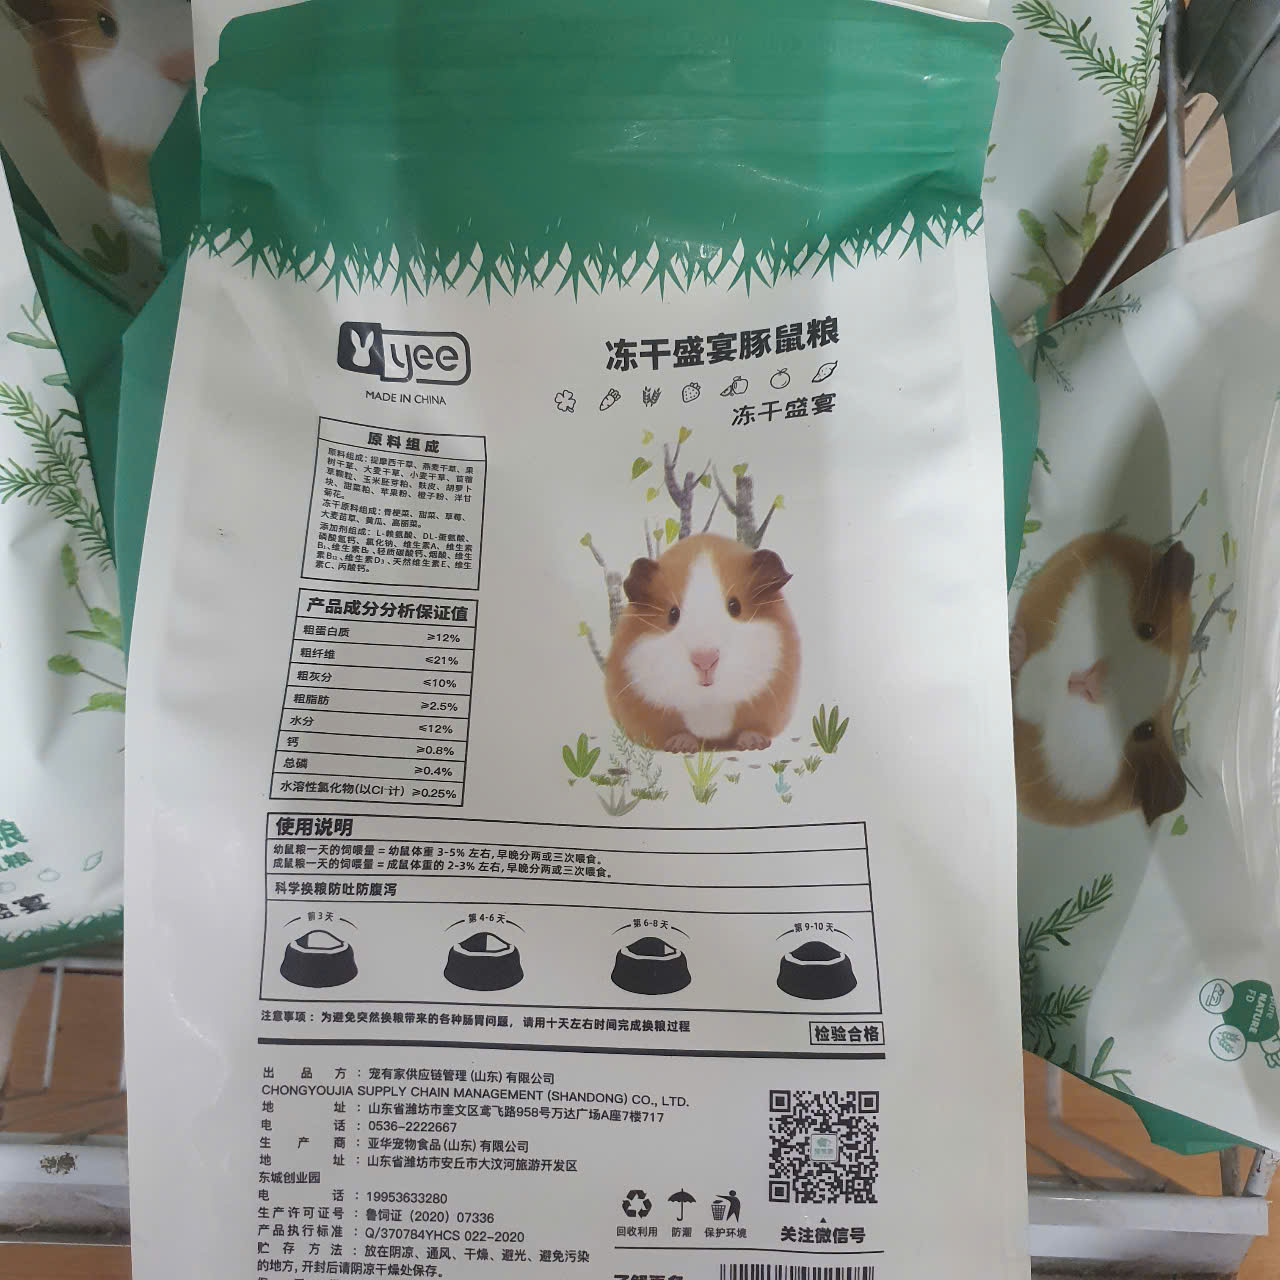 yee
MADE IN CHINA
冻干盛宴豚鼠粮
冻干盛宴
原料组成
原料组成：提摩西干草、燕麦干草、果
树干草、大麦干草、小麦干草、苜蓿
草颗粒、玉米胚芽粕、麸皮、胡萝卜
块、甜菜粕、苹果粉、橙子粉、洋甘
菊花。
冻干原料组成：青梗菜、甜菜、草莓、
大麦苗草、黄瓜、高丽菜。
添加剂组成：L-赖氨酸、DL-蛋氨酸、
磷酸氢钙、氯化钠、维生素A、维生素
B₁、维生素B₆、轻质碳酸钙、烟酸、维生
素B₁₂、维生素D₃、天然维生素E、维生
素C、丙酸钙。
产品成分分析保证值
粗蛋白质 ≥12%
粗纤维 ≤21%
粗灰分 ≤10%
粗脂肪 ≥2.5%
水分 ≤12%
钙 ≥0.8%
总磷 ≥0.4%
水溶性氯化物(以Cl-计) ≥0.25%
使用说明
幼鼠粮一天的饲喂量 = 幼鼠体重 3-5% 左右,早晚分两或三次喂食。
成鼠粮一天的饲喂量 = 成鼠体重的 2-3% 左右,早晚分两或三次喂食。
科学换粮防吐防腹泻
前 3 天 第 4-6 天 第 6-8 天 第 9-10 天
注意事项：为避免突然换粮带来的各种肠胃问题，请用十天左右时间完成换粮过程
检验合格
出品方：宠有家供应链管理 (山东) 有限公司
CHONGYOUJIA SUPPLY CHAIN MANAGEMENT (SHANDONG) CO., LTD.
地址：山东省潍坊市奎文区鸢飞路958号万达广场A座7楼717
电话：0536-2222667
生产商：亚华宠物食品(山东) 有限公司
地址：山东省潍坊市安丘市大汶河旅游开发区
东城创业园
电话：19953633280
生产许可证号：鲁饲证（2020）07336
产品执行标准：Q/370784YHCS 022-2020
贮存方法：放在阴凉、通风、干燥、避光、避免污染
的地方, 开封后请阴凉干燥处保存。
回收利用 防潮 保护环境
关注微信号
NATURE
FD